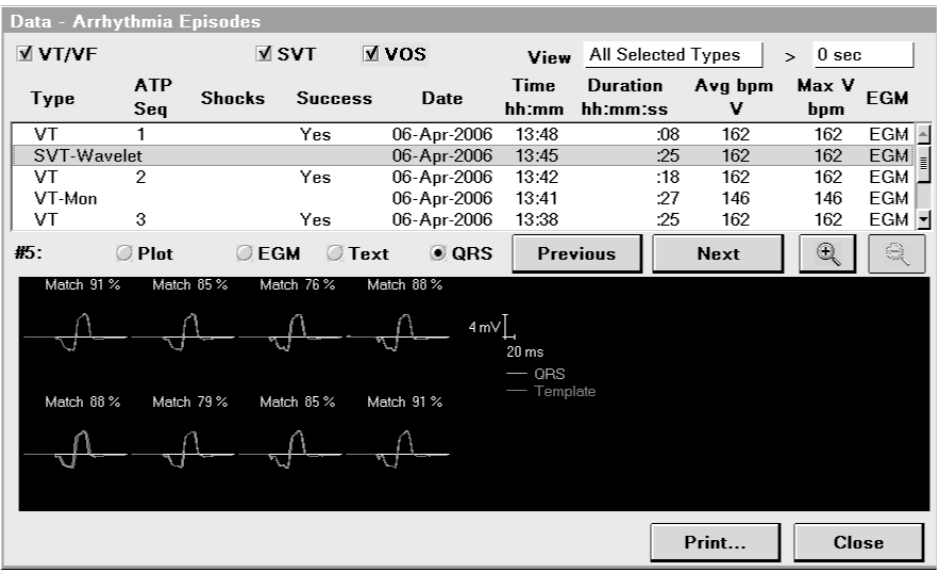 Data - Arrhythmia Episodes
VT/VF SVT VOS View All Selected Types > 0 sec
Type ATP Seq Shocks Success Date Time hh:mm Duration hh:mm:ss Avg bpm V Max V bpm EGM
VT 1 Yes 06-Apr-2006 13:48 :08 162 162 EGM
SVT-Wavelet 06-Apr-2006 13:45 :25 162 162 EGM
VT 2 Yes 06-Apr-2006 13:42 :18 162 162 EGM
VT-Mon 06-Apr-2006 13:41 :27 146 146 EGM
VT 3 Yes 06-Apr-2006 13:38 :25 162 162 EGM
#5: Plot EGM Text QRS Previous Next
Match 91 % Match 85 % Match 76 % Match 88 %
4 mV
20 ms
QRS
Template
Match 88 % Match 79 % Match 85 % Match 91 %
Print... Close